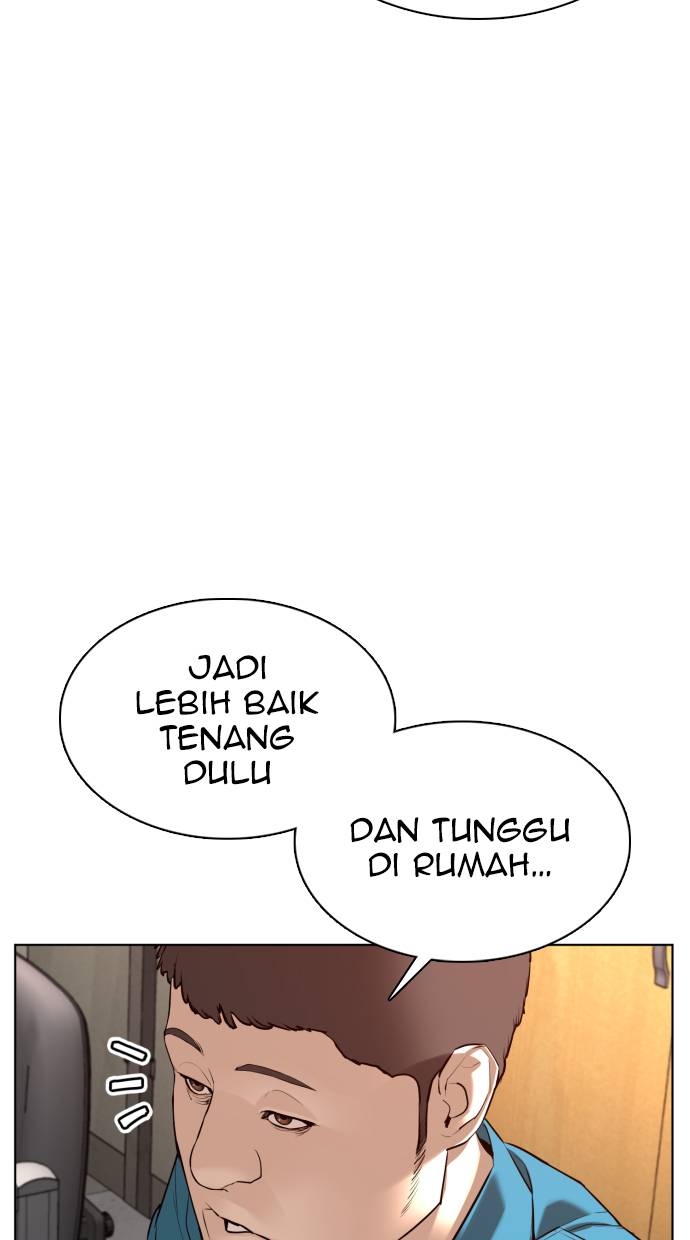 JADI
LEBIH BAIK
TENANG
DULU
DAN TUNGGU
DI RUMAH...